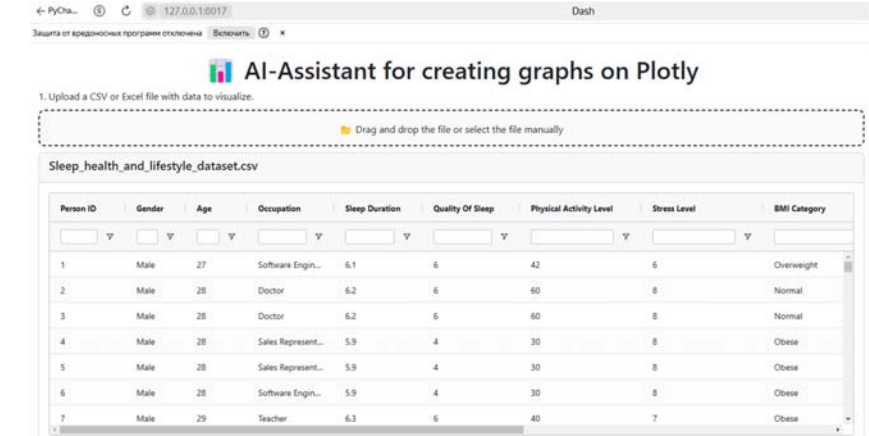 ← PyCha... 127.0.0.1:8017 Dash
Защита от вредоносных программ отключена Включить ? ×
AI-Assistant for creating graphs on Plotly
1. Upload a CSV or Excel file with data to visualize.
Drag and drop the file or select the file manually
Sleep_health_and_lifestyle_dataset.csv
Person ID Gender Age Occupation Sleep Duration Quality Of Sleep Physical Activity Level Stress Level BMI Category
1 Male 27 Software Engin... 6.1 6 42 6 Overweight
2 Male 28 Doctor 6.2 6 60 8 Normal
3 Male 28 Doctor 6.2 6 60 8 Normal
4 Male 28 Sales Represent... 5.9 4 30 8 Obese
5 Male 28 Sales Represent... 5.9 4 30 8 Obese
6 Male 28 Software Engin... 5.9 4 30 8 Obese
7 Male 29 Teacher 6.3 6 40 7 Obese